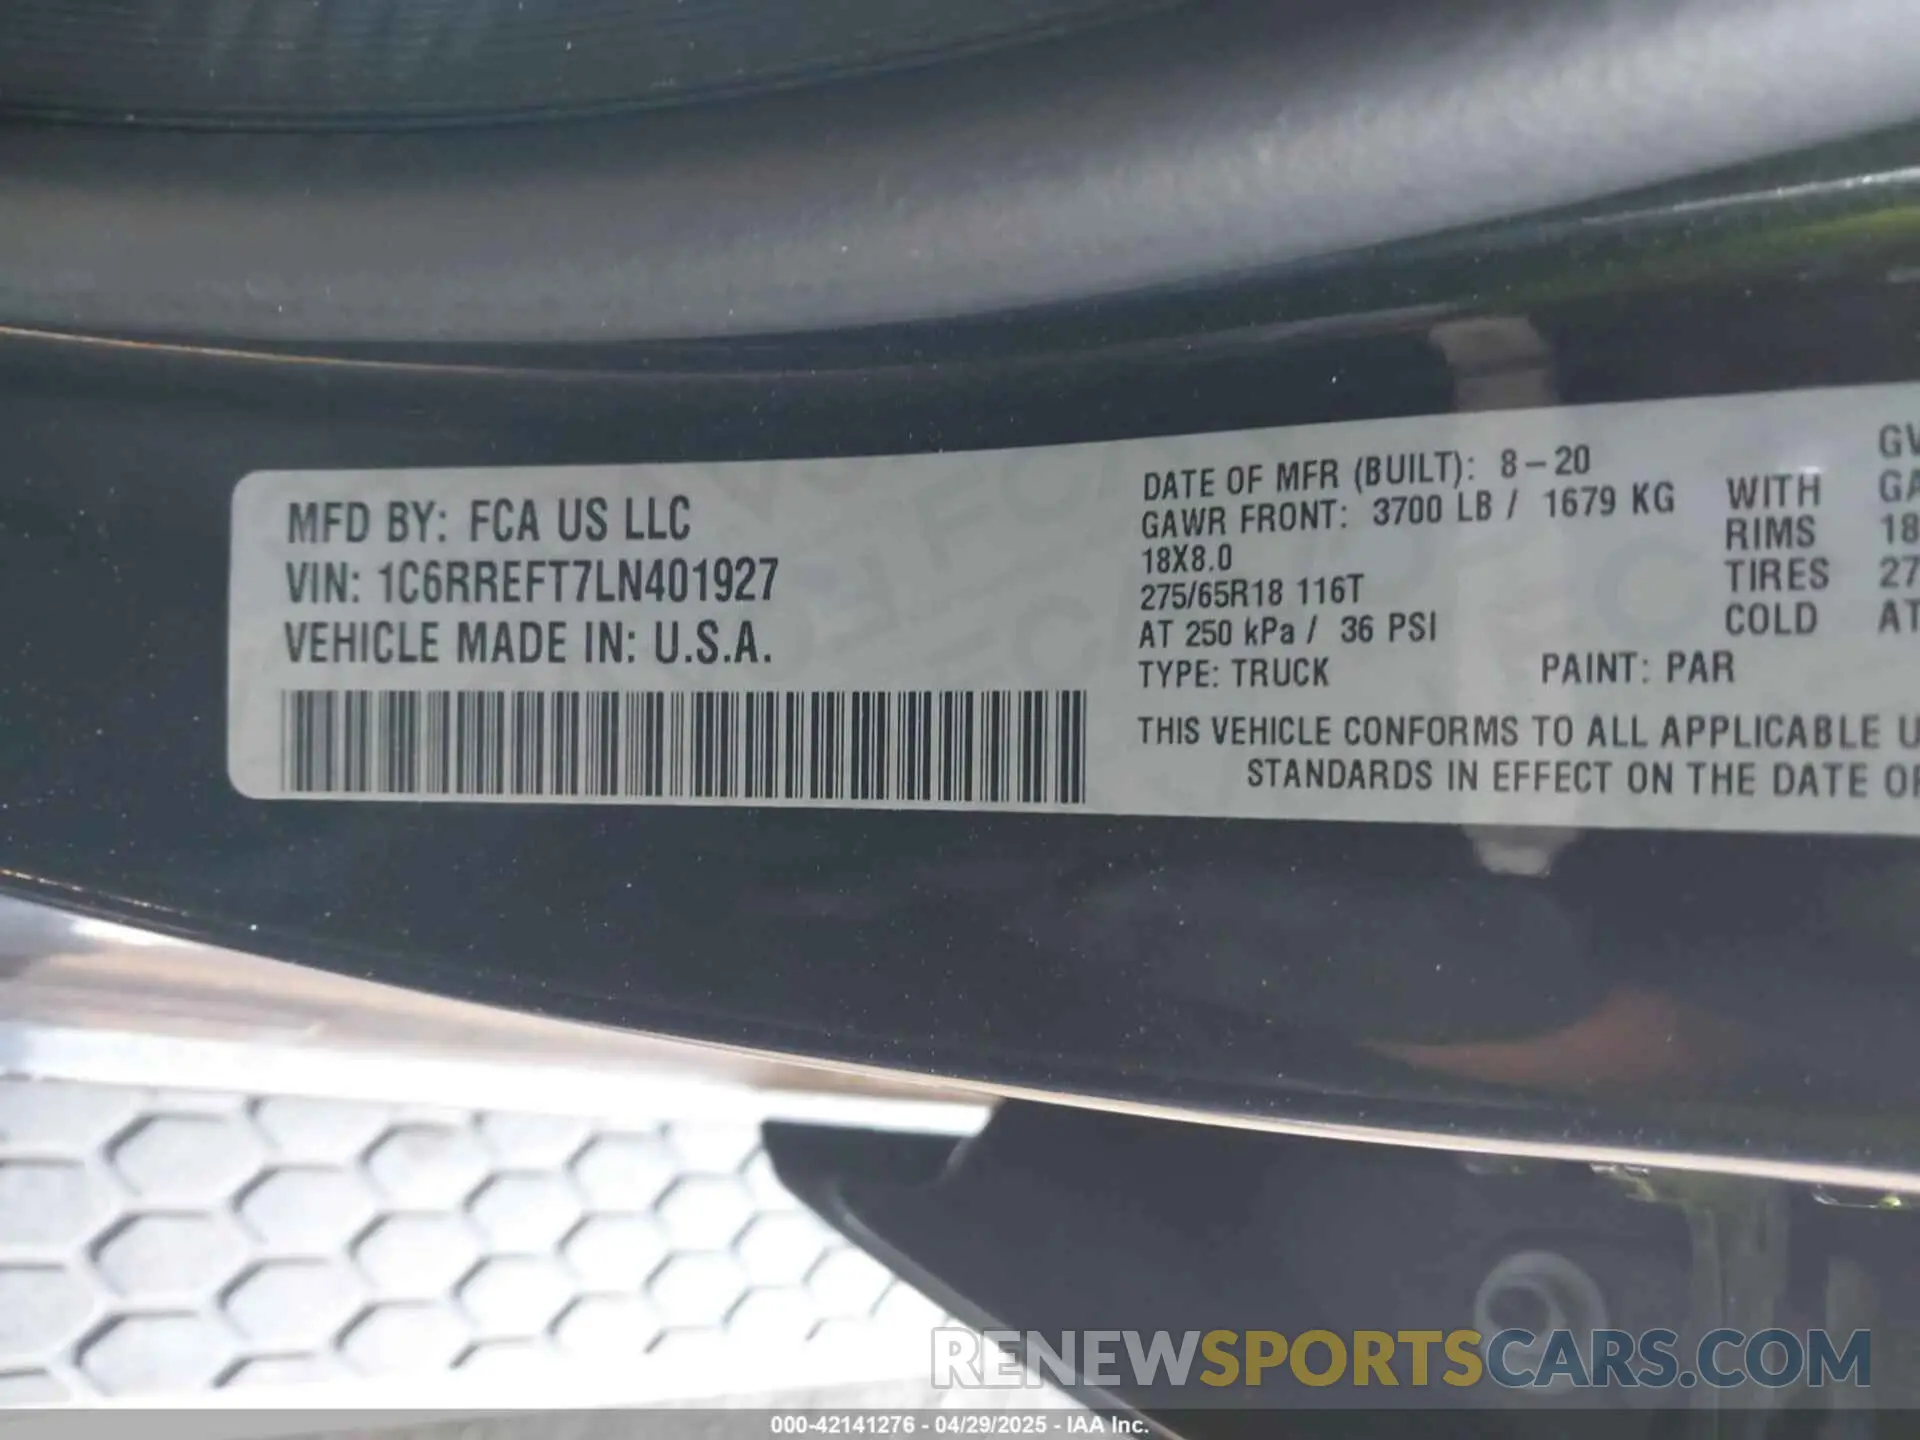 MFD BY: FCA US LLC
VIN: 1C6RREFT7LN401927
VEHICLE MADE IN: U.S.A.
DATE OF MFR (BUILT): 8-20
GAWR FRONT: 3700 LB / 1679 KG
18X8.0
275/65R18 116T
AT 250 kPa / 36 PSI
TYPE: TRUCK PAINT: PAR
WITH
RIMS 18
TIRES 27
COLD AT
THIS VEHICLE CONFORMS TO ALL APPLICABLE
STANDARDS IN EFFECT ON THE DATE
RENEWSPORTSCARS.COM
000-42141276 - 04/29/2025 - IAA Inc.